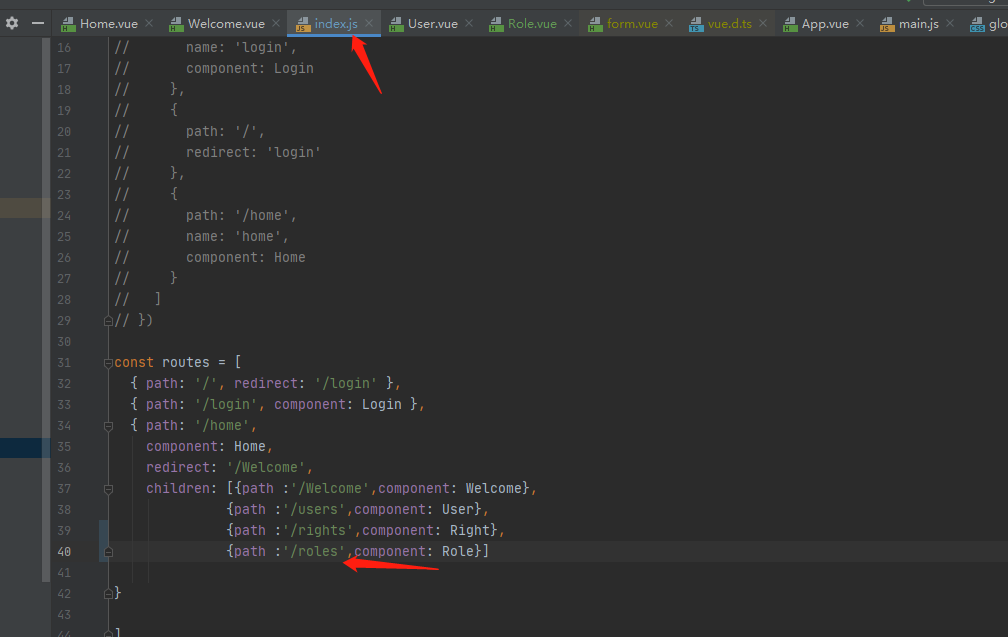 Home.vue Welcome.vue index.js User.vue Role.vue form.vue vue.d.ts App.vue main.js glo
16 // name: 'login',
17 // component: Login
18 // },
19 // {
20 // path: '/',
21 // redirect: 'login'
22 // },
23 // {
24 // path: '/home',
25 // name: 'home',
26 // component: Home
27 // }
28 // ]
29 // })
30
31 const routes = [
32 { path: '/', redirect: '/login' },
33 { path: '/login', component: Login },
34 { path: '/home',
35 component: Home,
36 redirect: '/Welcome',
37 children: [{path :'/Welcome',component: Welcome},
38 {path :'/users',component: User},
39 {path :'/rights',component: Right},
40 {path :'/roles',component: Role}]
41
42 }
43
44 ]